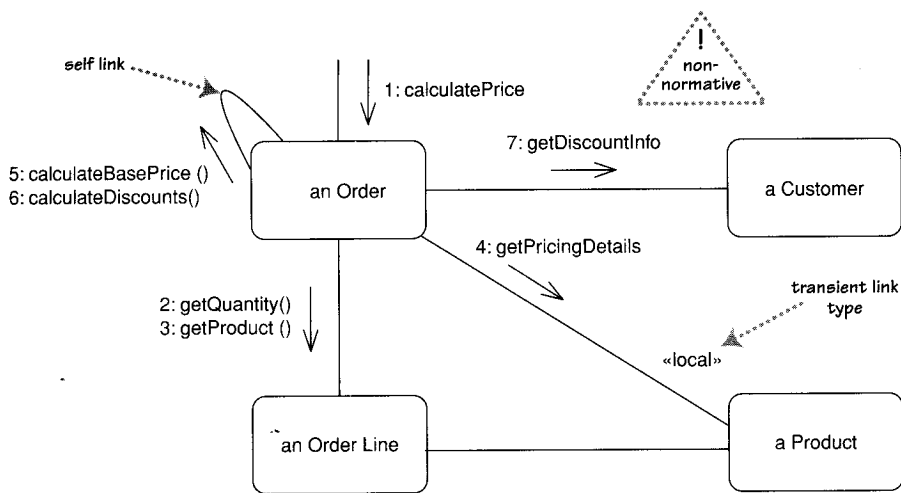 self link
1: calculatePrice
!
non-
normative
5: calculateBasePrice ()
6: calculateDiscounts()
an Order
7: getDiscountInfo
a Customer
4: getPricingDetails
2: getQuantity()
3: getProduct ()
transient link
type
«local»
an Order Line
a Product